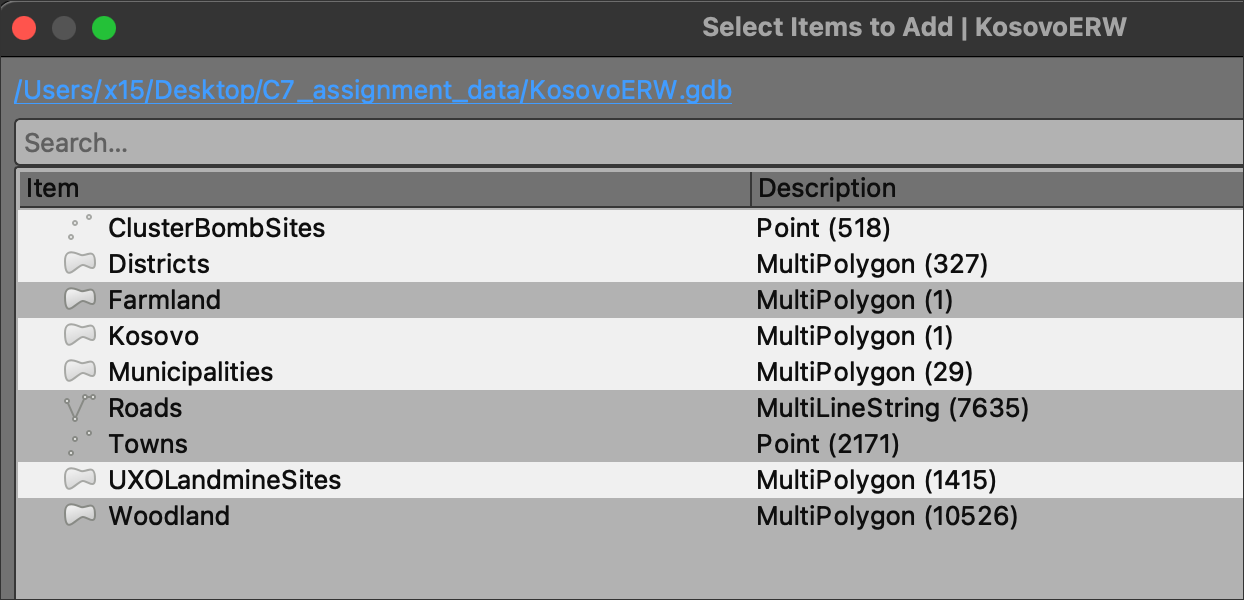 Select Items to Add | KosovoERW
/Users/x15/Desktop/C7_assignment_data/KosovoERW.gdb
Search...
Item Description
ClusterBombSites Point (518)
Districts MultiPolygon (327)
Farmland MultiPolygon (1)
Kosovo MultiPolygon (1)
Municipalities MultiPolygon (29)
Roads MultiLineString (7635)
Towns Point (2171)
UXOLandmineSites MultiPolygon (1415)
Woodland MultiPolygon (10526)